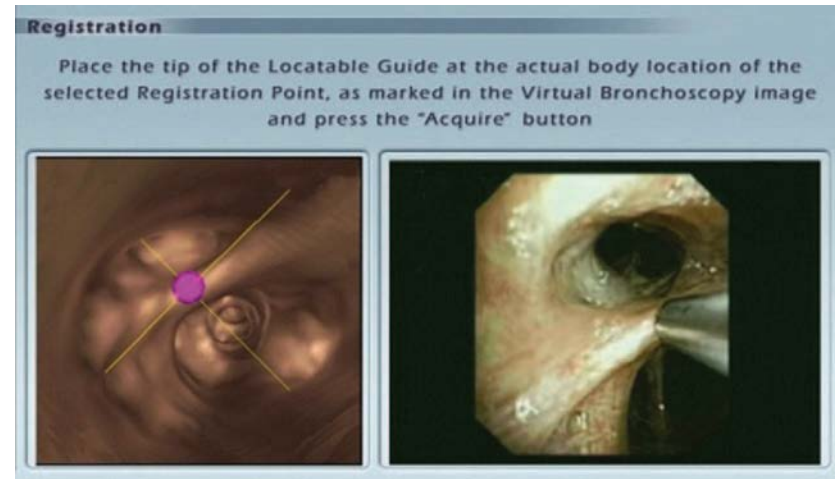 Registration
Place the tip of the Locatable Guide at the actual body location of the
selected Registration Point, as marked in the Virtual Bronchoscopy image
and press the "Acquire" button